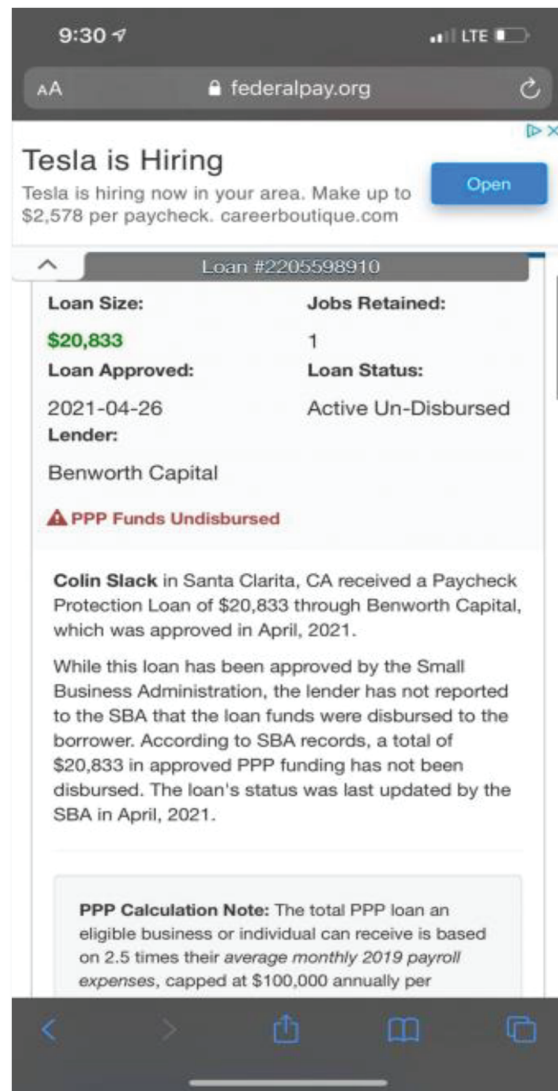 9:30
LTE
AA
federalpay.org
Tesla is Hiring
Tesla is hiring now in your area. Make up to
$2,578 per paycheck. careerboutique.com
Open
Loan #2205598910
Loan Size:
Jobs Retained:
$20,833
1
Loan Approved:
Loan Status:
2021-04-26
Active Un-Disbursed
Lender:
Benworth Capital
PPP Funds Undisbursed
Colin Slack in Santa Clarita, CA received a Paycheck
Protection Loan of $20,833 through Benworth Capital,
which was approved in April, 2021.
While this loan has been approved by the Small
Business Administration, the lender has not reported
to the SBA that the loan funds were disbursed to the
borrower. According to SBA records, a total of
$20,833 in approved PPP funding has not been
disbursed. The loan's status was last updated by the
SBA in April, 2021.
PPP Calculation Note: The total PPP loan an
eligible business or individual can receive is based
on 2.5 times their average monthly 2019 payroll
expenses, capped at $100,000 annually per